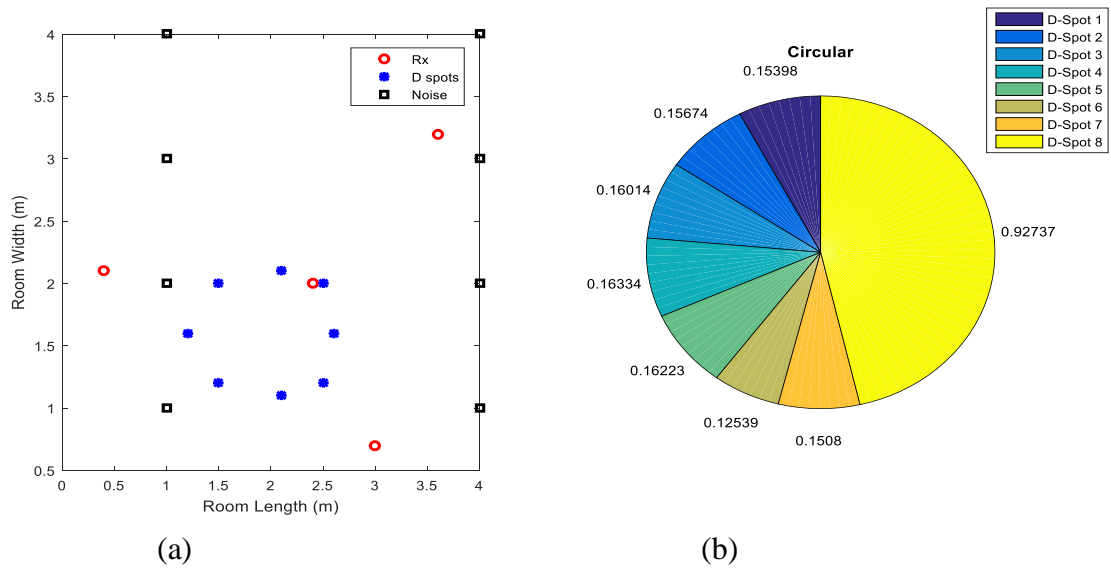 4
3.5
3
2.5
2
1.5
1
0.5
Room Width (m)
0 0.5 1 1.5 2 2.5 3 3.5 4
Room Length (m)
Rx
D spots
Noise
(a)
Circular
0.15398
0.15674
0.16014
0.16334
0.16223
0.12539
0.1508
0.92737
D-Spot 1
D-Spot 2
D-Spot 3
D-Spot 4
D-Spot 5
D-Spot 6
D-Spot 7
D-Spot 8
(b)